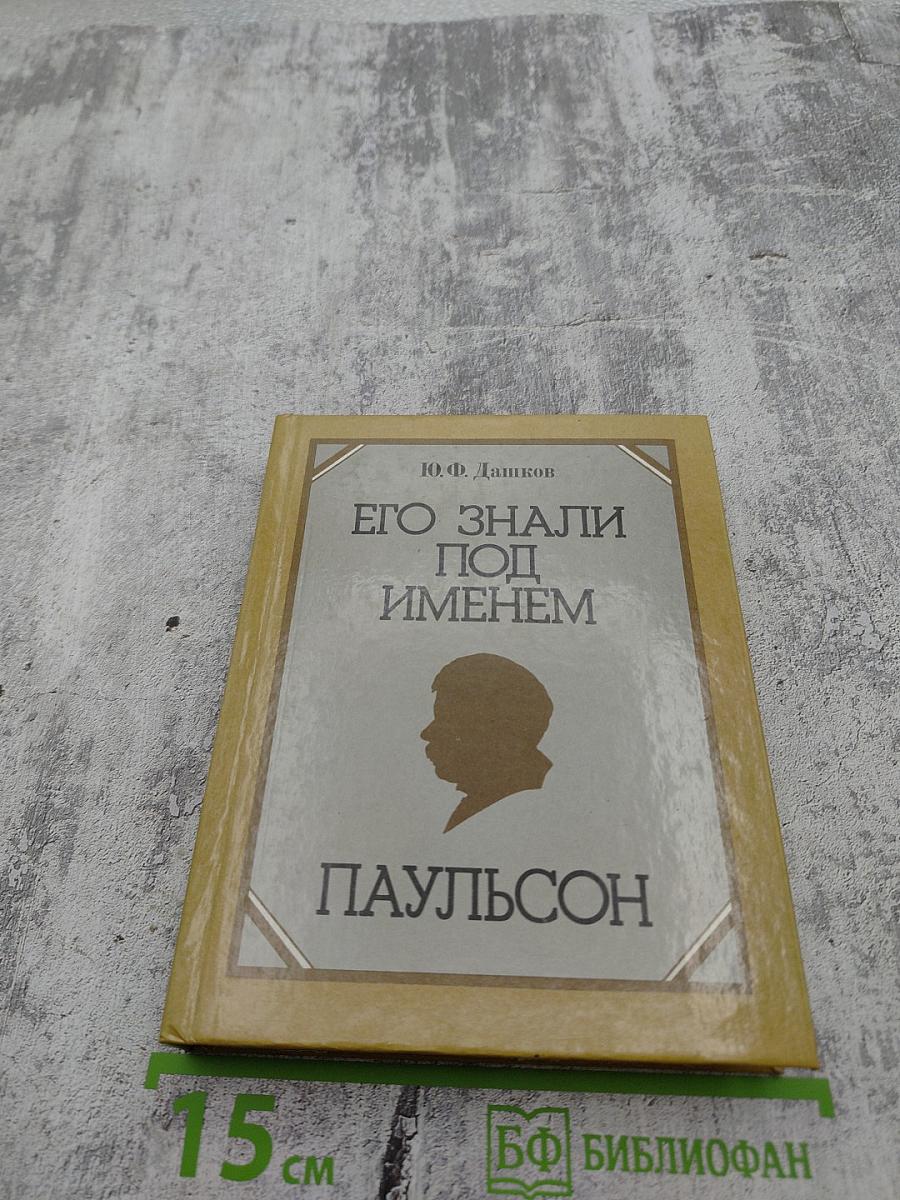 Ю.Ф. Дашков
ЕГО ЗНАЛИ
ПОД
ИМЕНЕМ
ПАУЛЬСОН
15 см
БФ БИБЛИОФАН